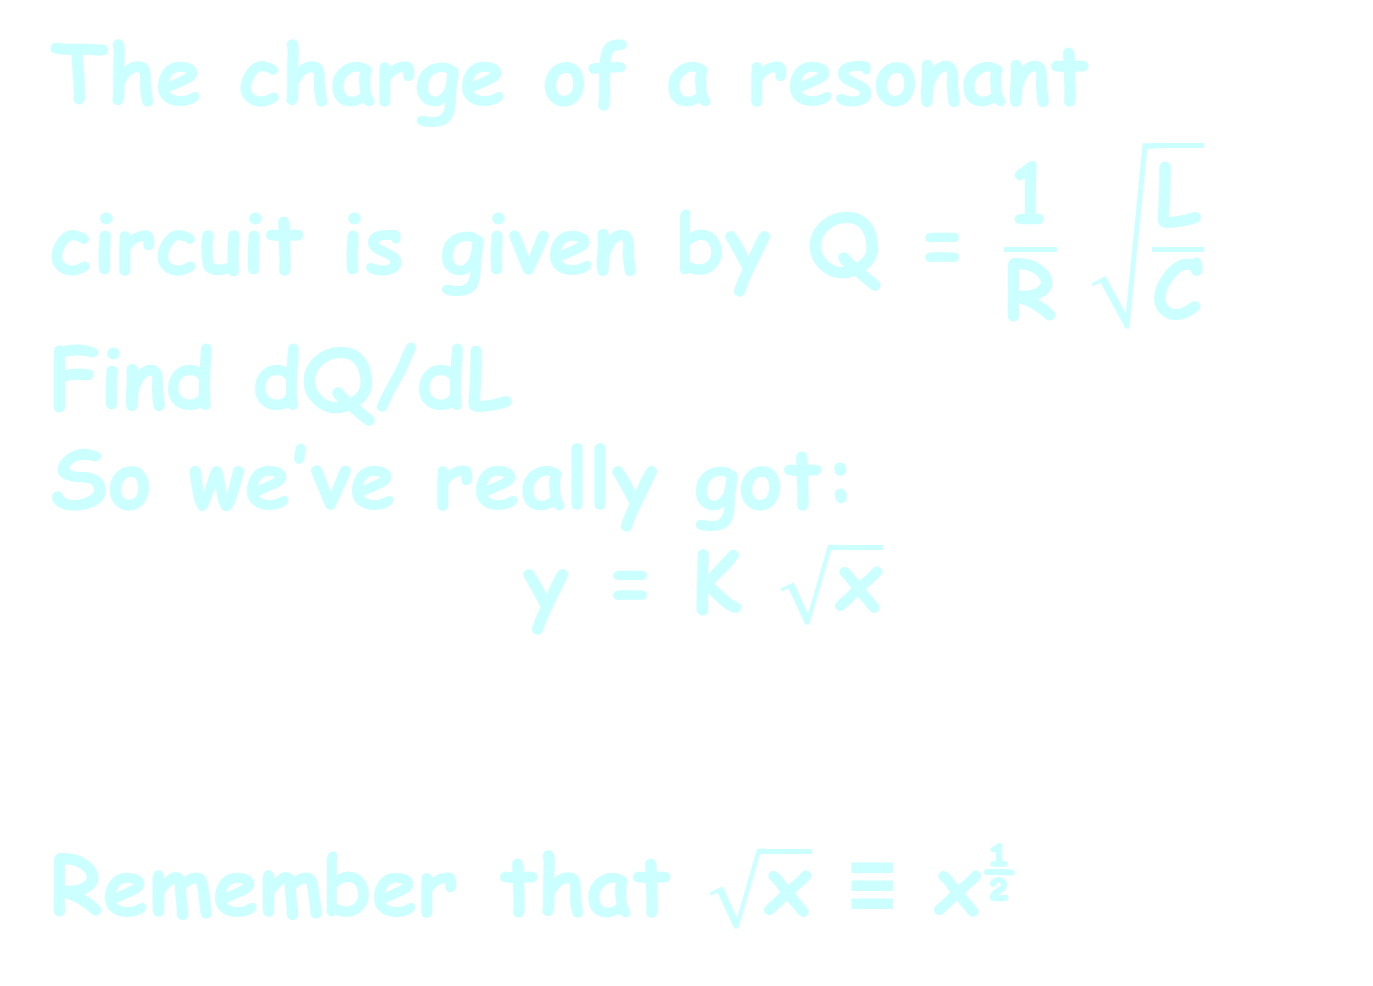 The charge of a resonant
circuit is given by Q = 1/R √(L/C)
Find dQ/dL
So we've really got:
y = K √x
Remember that √x ≡ x^½